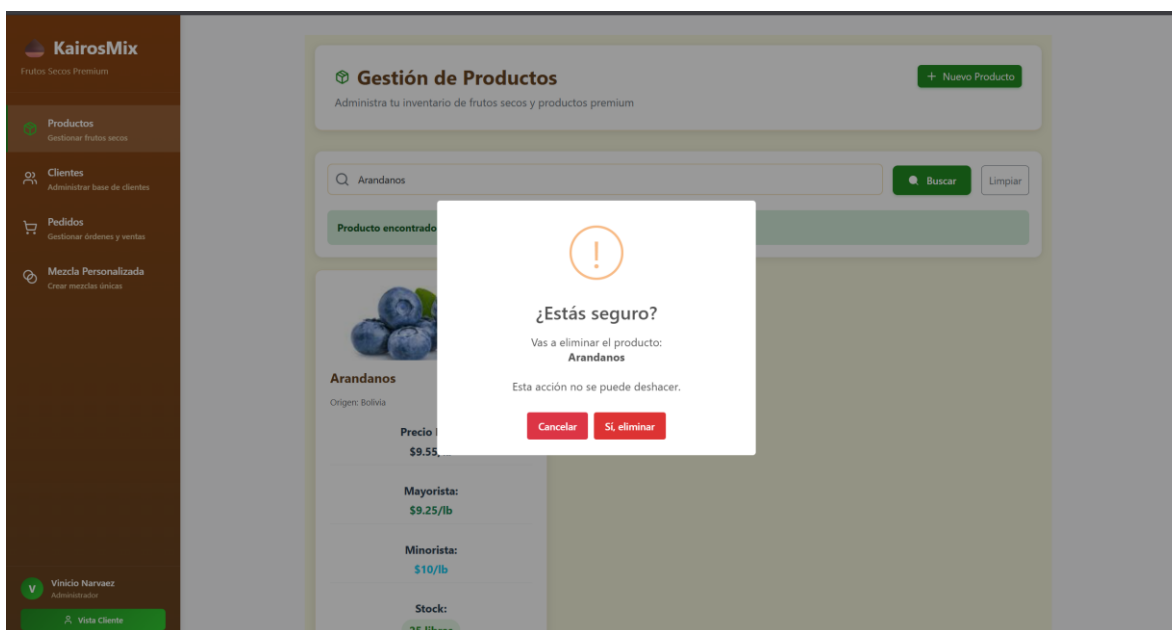 KairosMix
Frutos Secos Premium
Productos
Gestionar frutos secos
Clientes
Administrar base de clientes
Pedidos
Gestionar órdenes y ventas
Mezcla Personalizada
Crear mezclas únicas
Vinicio Narvaez
V
Administrador
Vista Cliente
Gestión de Productos
+ Nuevo Producto
Administra tu inventario de frutos secos y productos premium
Arandanos
Buscar
Limpiar
Producto encontrado
¿Estás seguro?
Vas a eliminar el producto:
Arandanos
Esta acción no se puede deshacer.
Cancelar
Sí, eliminar
Arandanos
Origen: Bolivia
Precio
$9.55
Mayorista:
$9.25/lb
Minorista:
$10/lb
Stock: